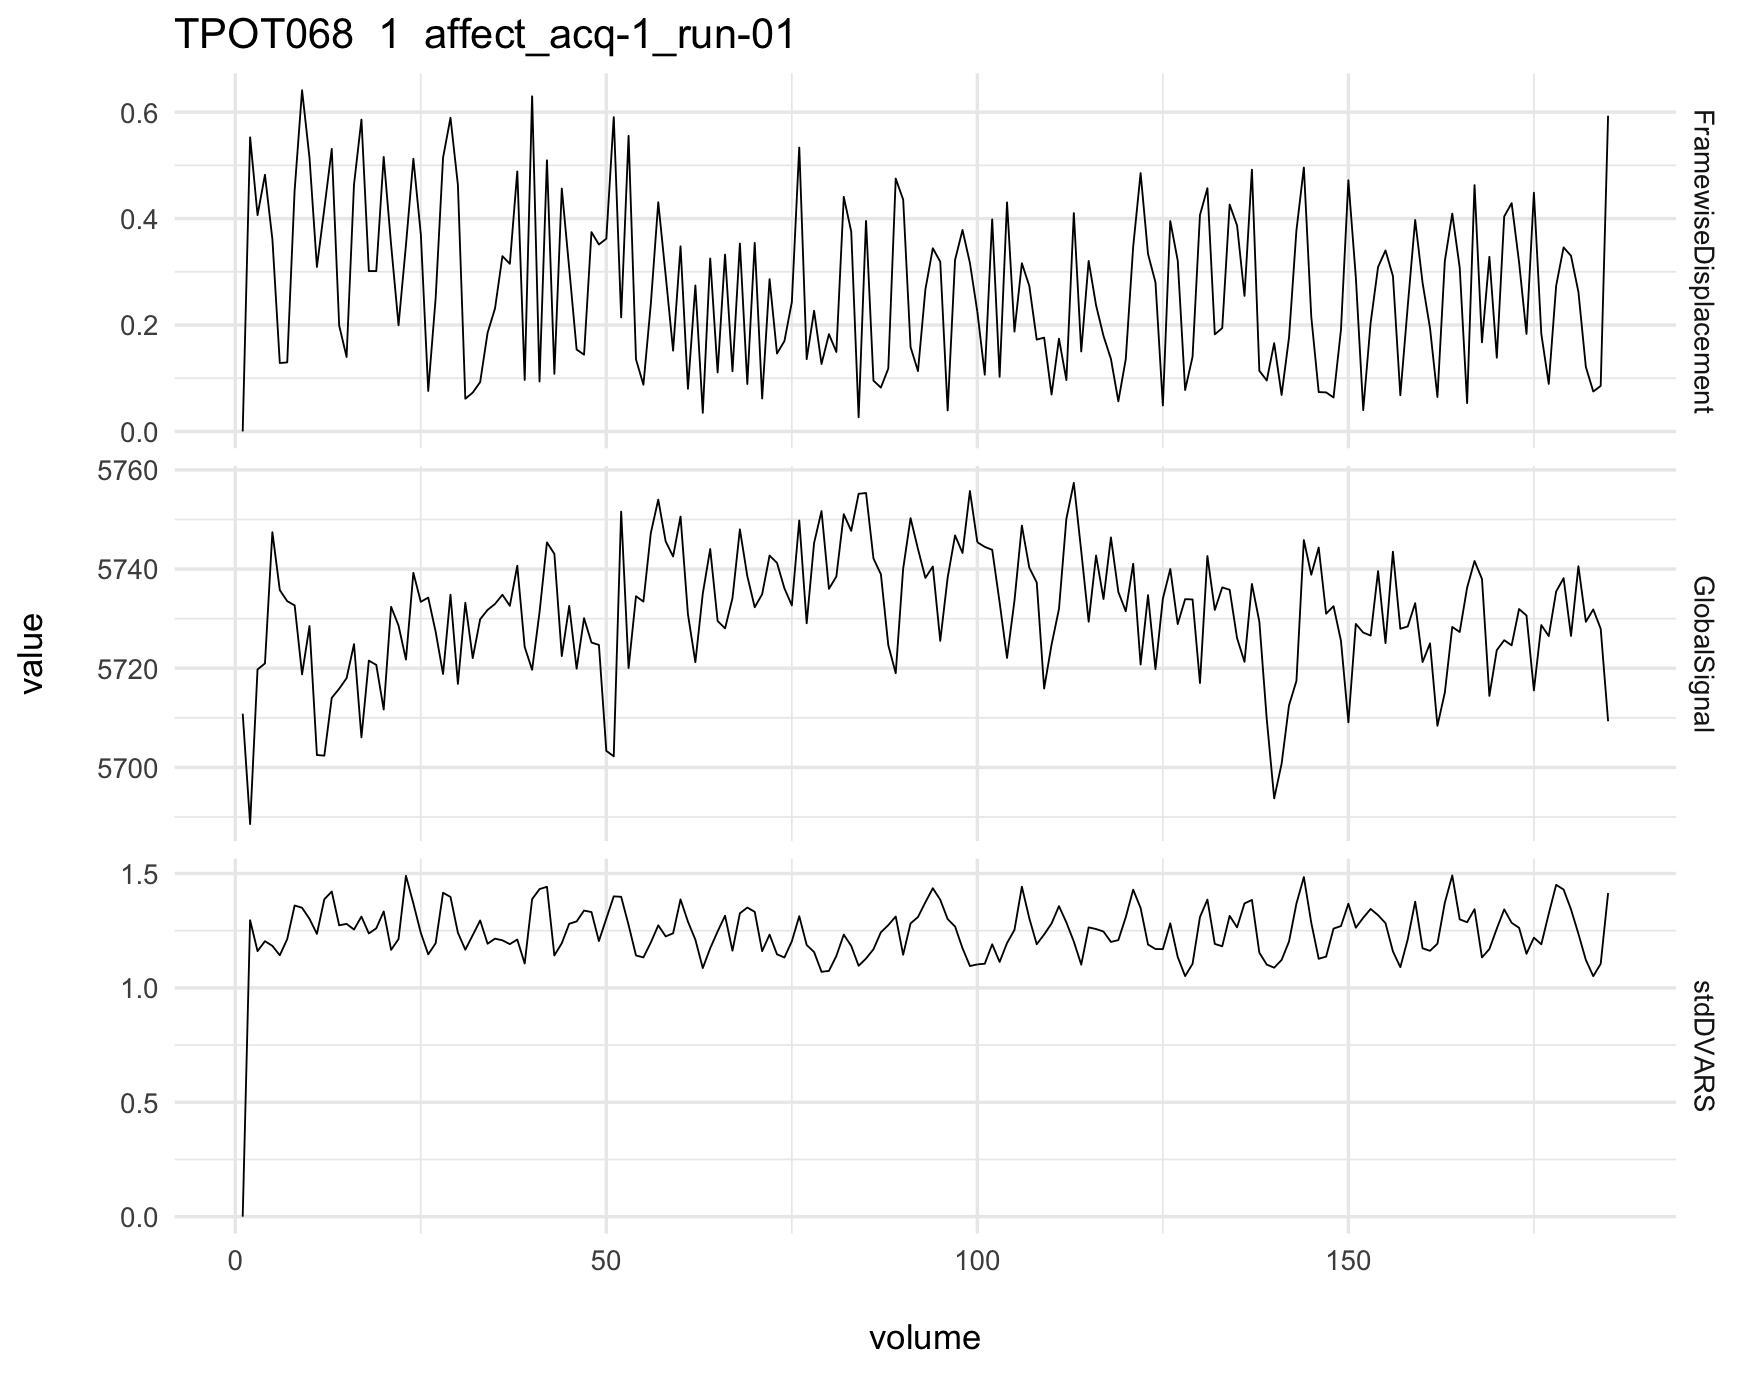 TPOT068 1 affect_acq-1_run-01
value
0.6
0.4
0.2
0.0
FramewiseDisplacement
5760
5740
5720
5700
GlobalSignal
1.5
1.0
0.5
0.0
stdDVARS
0 50 100 150
volume